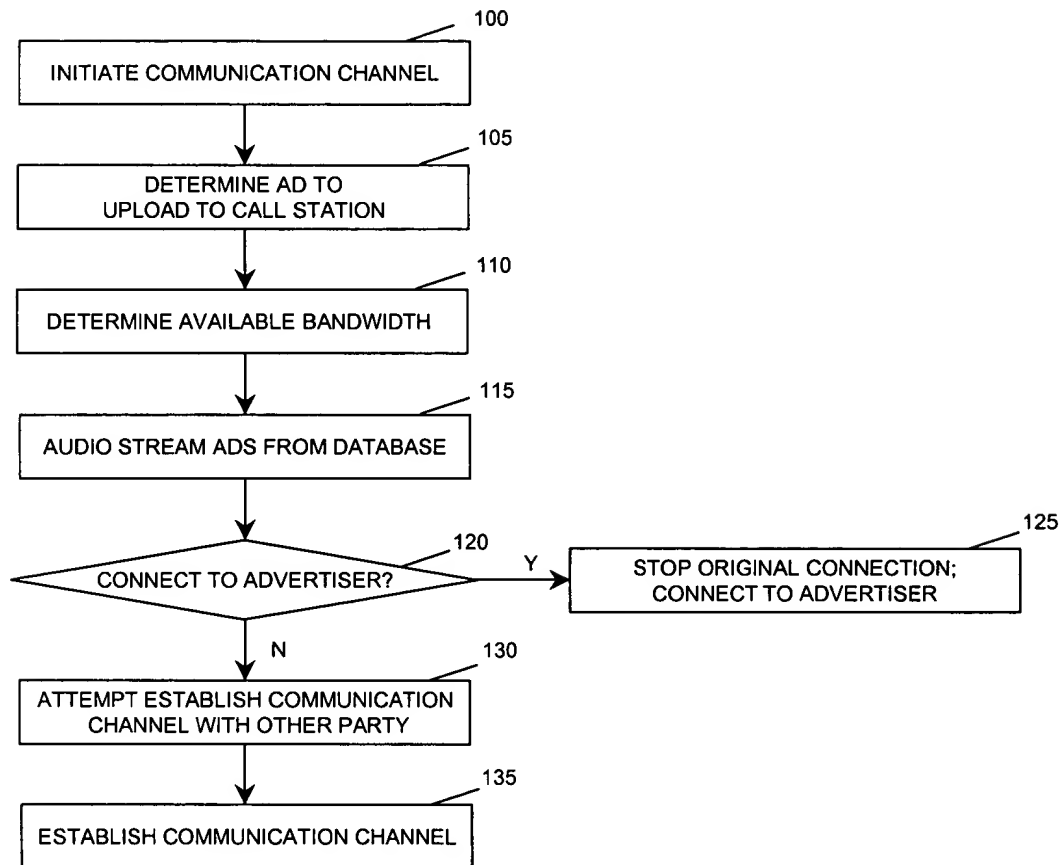 100
INITIATE COMMUNICATION CHANNEL
105
DETERMINE AD TO
UPLOAD TO CALL STATION
110
DETERMINE AVAILABLE BANDWIDTH
115
AUDIO STREAM ADS FROM DATABASE
120
CONNECT TO ADVERTISER?
Y
125
STOP ORIGINAL CONNECTION;
CONNECT TO ADVERTISER
N
130
ATTEMPT ESTABLISH COMMUNICATION
CHANNEL WITH OTHER PARTY
135
ESTABLISH COMMUNICATION CHANNEL